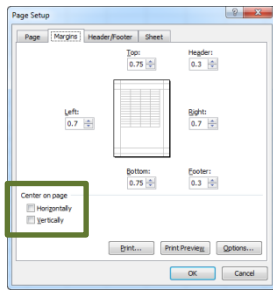 Page Setup
Page Margins Header/Footer Sheet
Top: Header:
0.75 0.3
Left: Right:
0.7 0.7
Bottom: Footer:
0.75 0.3
Center on page
Horizontally
Vertically
Print... Print Preview Options...
OK Cancel